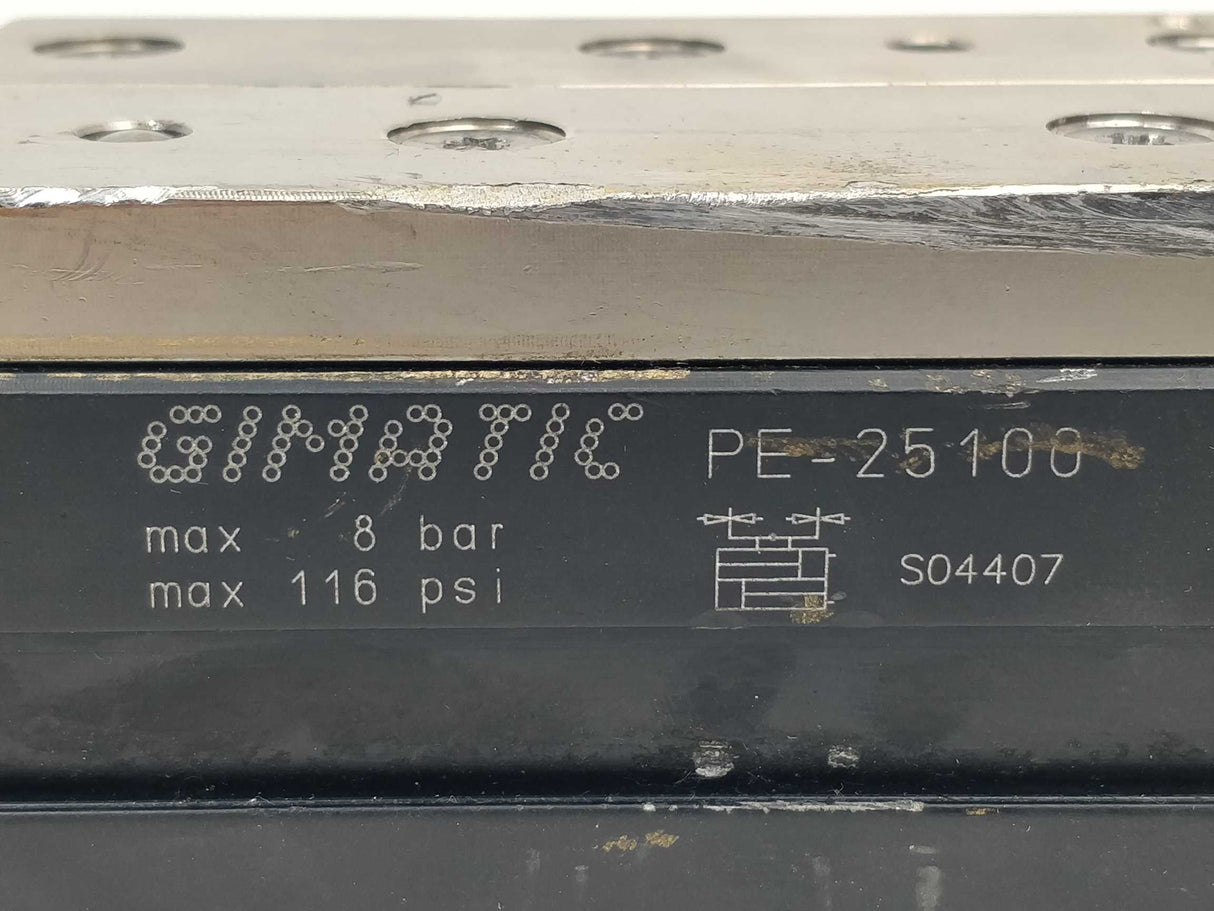 GIMATIC PE-25100
max 8 bar
max 116 psi
S04407